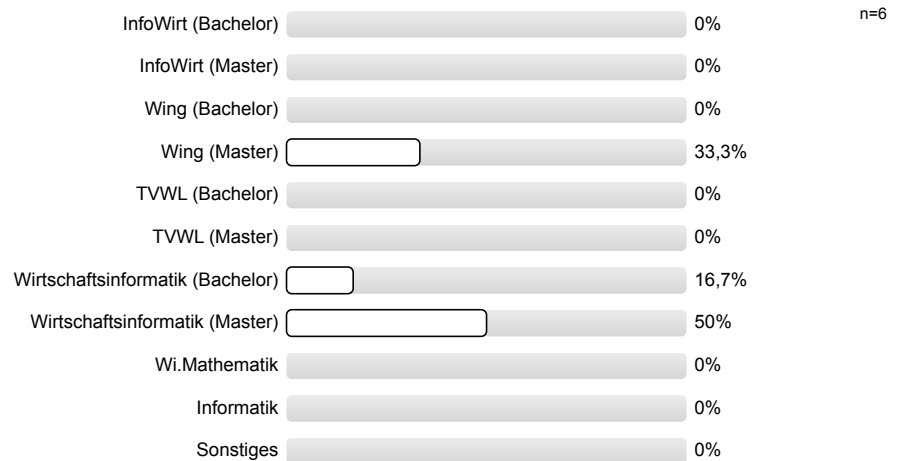 InfoWirt (Bachelor) 0% n=6
InfoWirt (Master) 0%
Wing (Bachelor) 0%
Wing (Master) 33,3%
TVWL (Bachelor) 0%
TVWL (Master) 0%
Wirtschaftsinformatik (Bachelor) 16,7%
Wirtschaftsinformatik (Master) 50%
Wi.Mathematik 0%
Informatik 0%
Sonstiges 0%